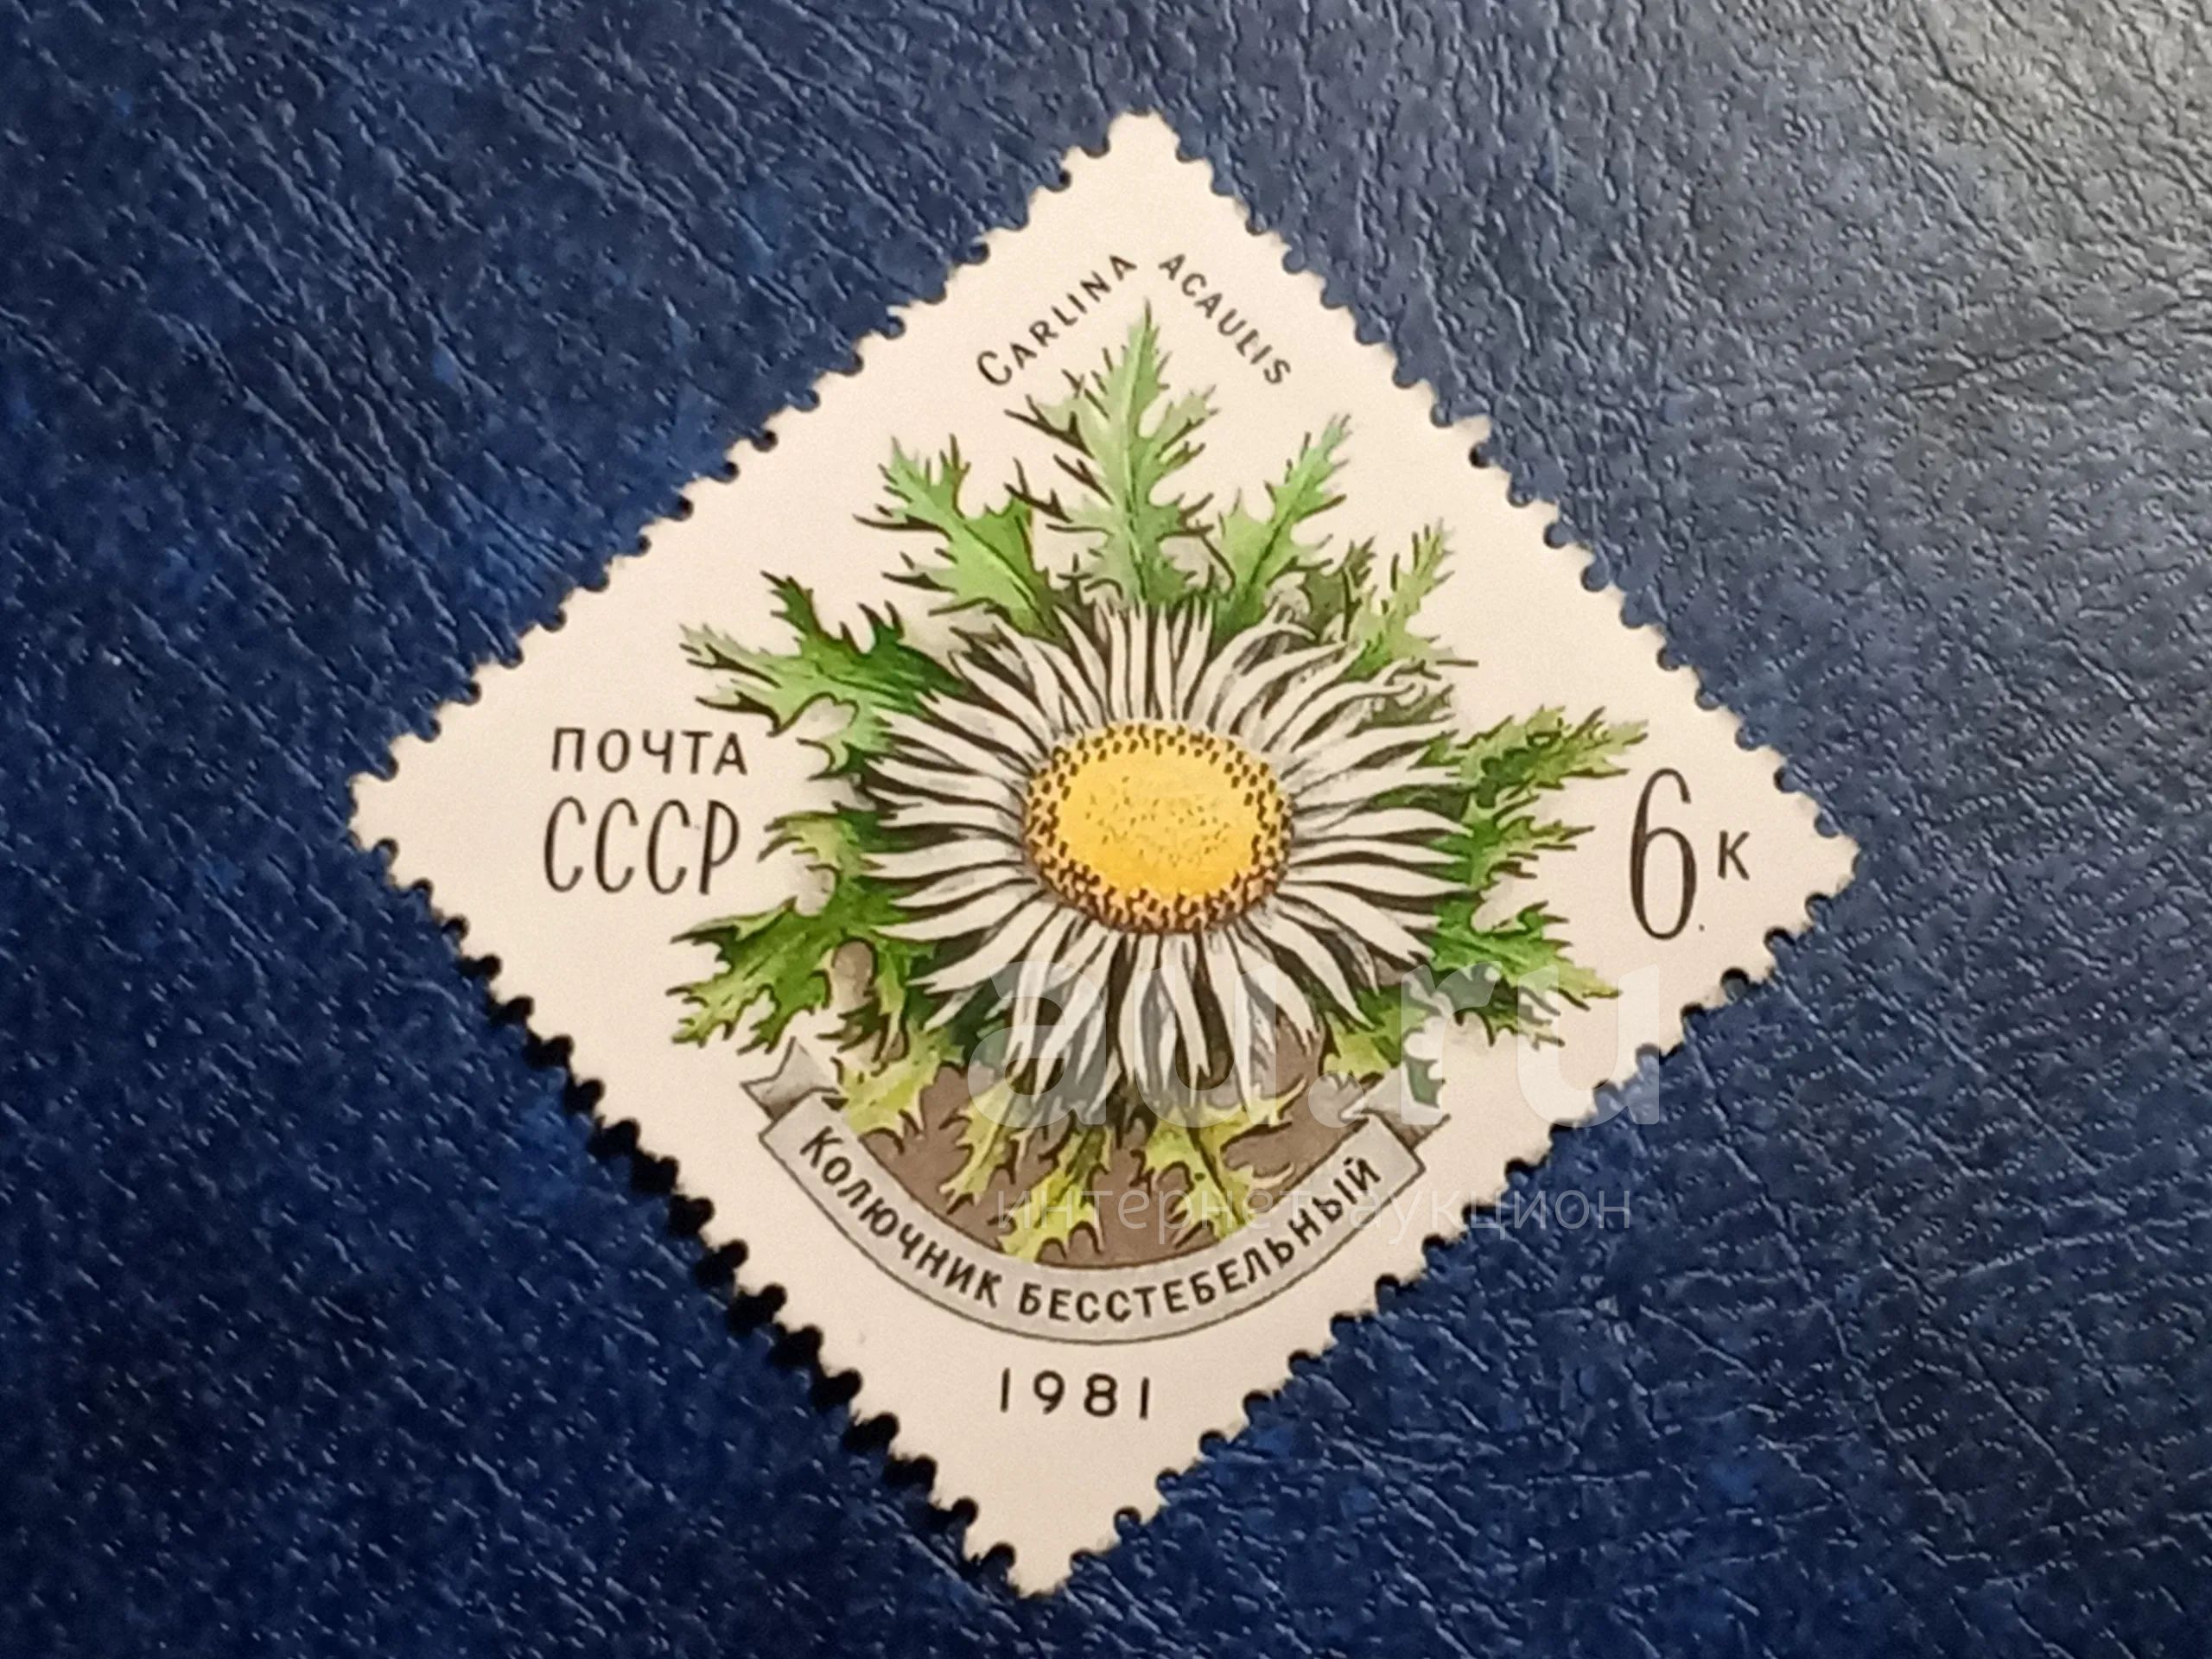 CARLINA ACAULIS
ПОЧТА
СССР
6 к
КОЛЮЧНИК БЕССТЕБЕЛЬНЫЙ
1981
au.ru
интернет аукцион